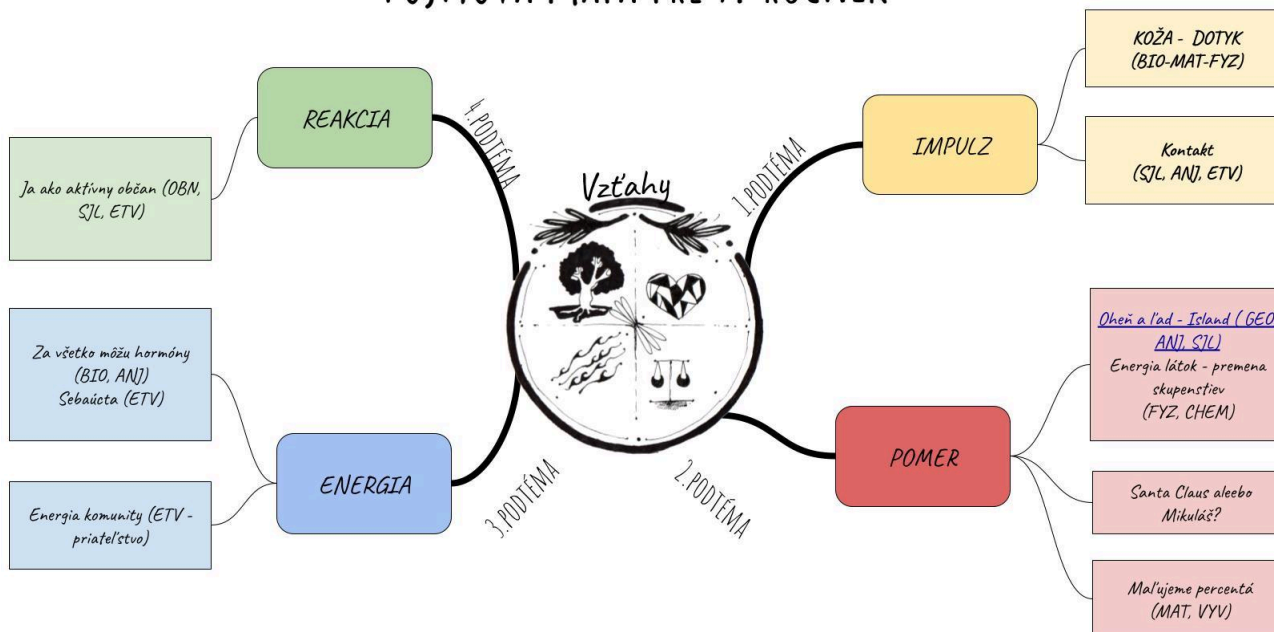 KOŽA - DOTYK
(BIO-MAT-FYZ)
REAKCIA
4.PODTÉMA
1.PODTÉMA
IMPULZ
Kontakt
(SJL, ANJ, ETV)
Ja ako aktívny občan (OBN,
SJL, ETV)
Vzťahy
Oheň a ľad - Island ( GEO
ANJ, SJL)
Energia látok - premena
skupenstiev
(FYZ, CHEM)
Za všetko môžu hormóny
(BIO, ANJ)
Sebaúcta (ETV)
POMER
ENERGIA
3.PODTÉMA
2.PODTÉMA
Santa Claus aleebo
Mikuláš?
Energia komunity (ETV -
priateľstvo)
Maľujeme percentá
(MAT, VYV)